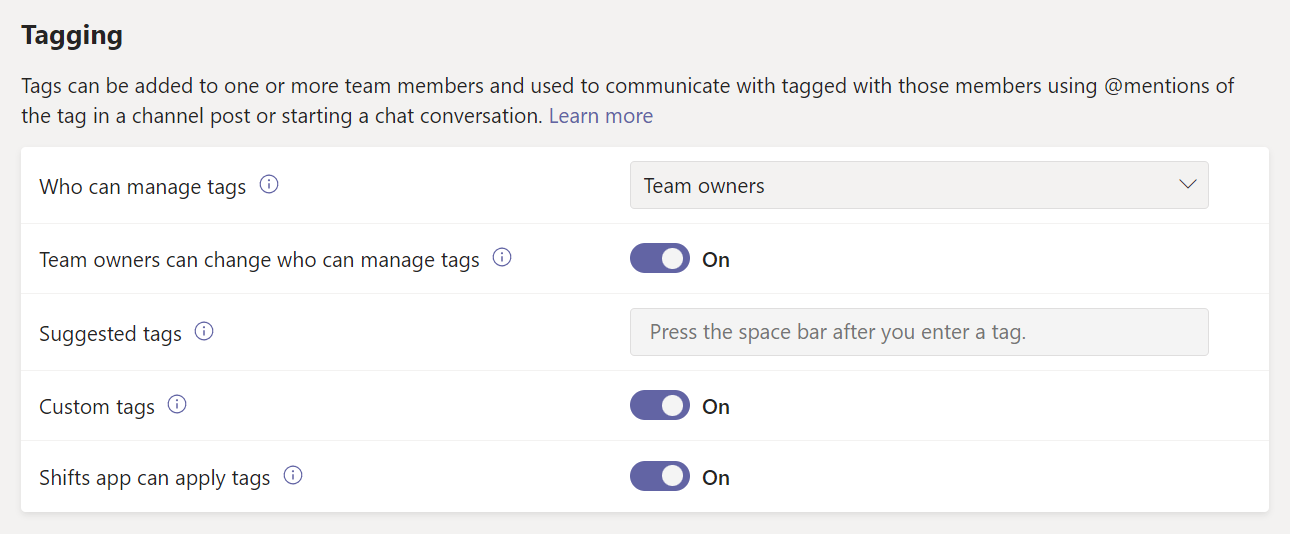 Tagging
Tags can be added to one or more team members and used to communicate with tagged with those members using @mentions of
the tag in a channel post or starting a chat conversation. Learn more
Who can manage tags
Team owners
Team owners can change who can manage tags
On
Suggested tags
Press the space bar after you enter a tag.
Custom tags
On
Shifts app can apply tags
On